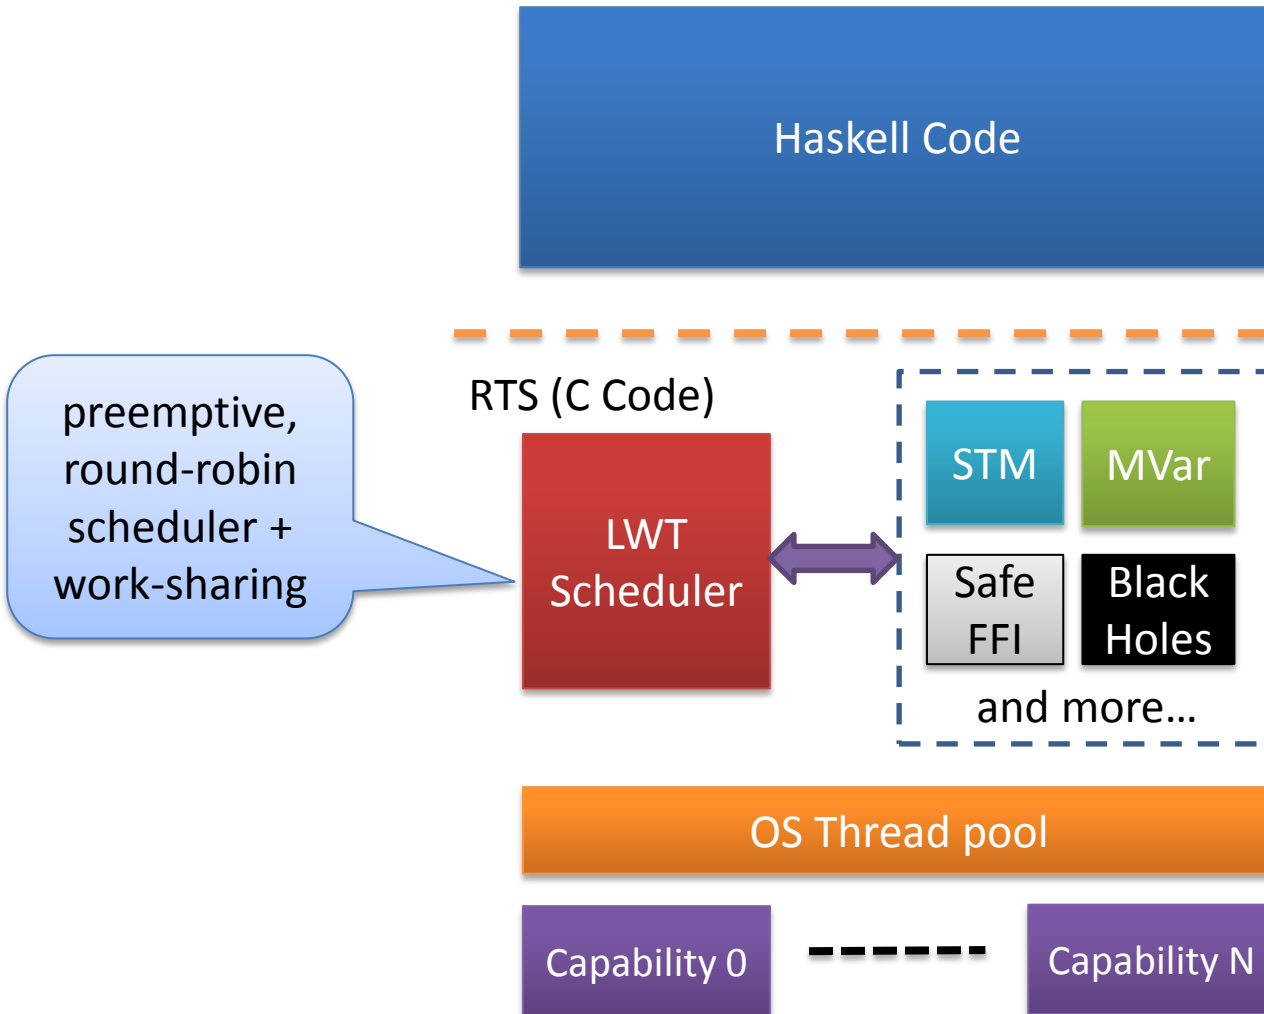 Haskell Code
RTS (C Code)
preemptive,
round-robin
scheduler +
work-sharing
LWT
Scheduler
STM
MVar
Safe
FFI
Black
Holes
and more...
OS Thread pool
Capability 0
Capability N